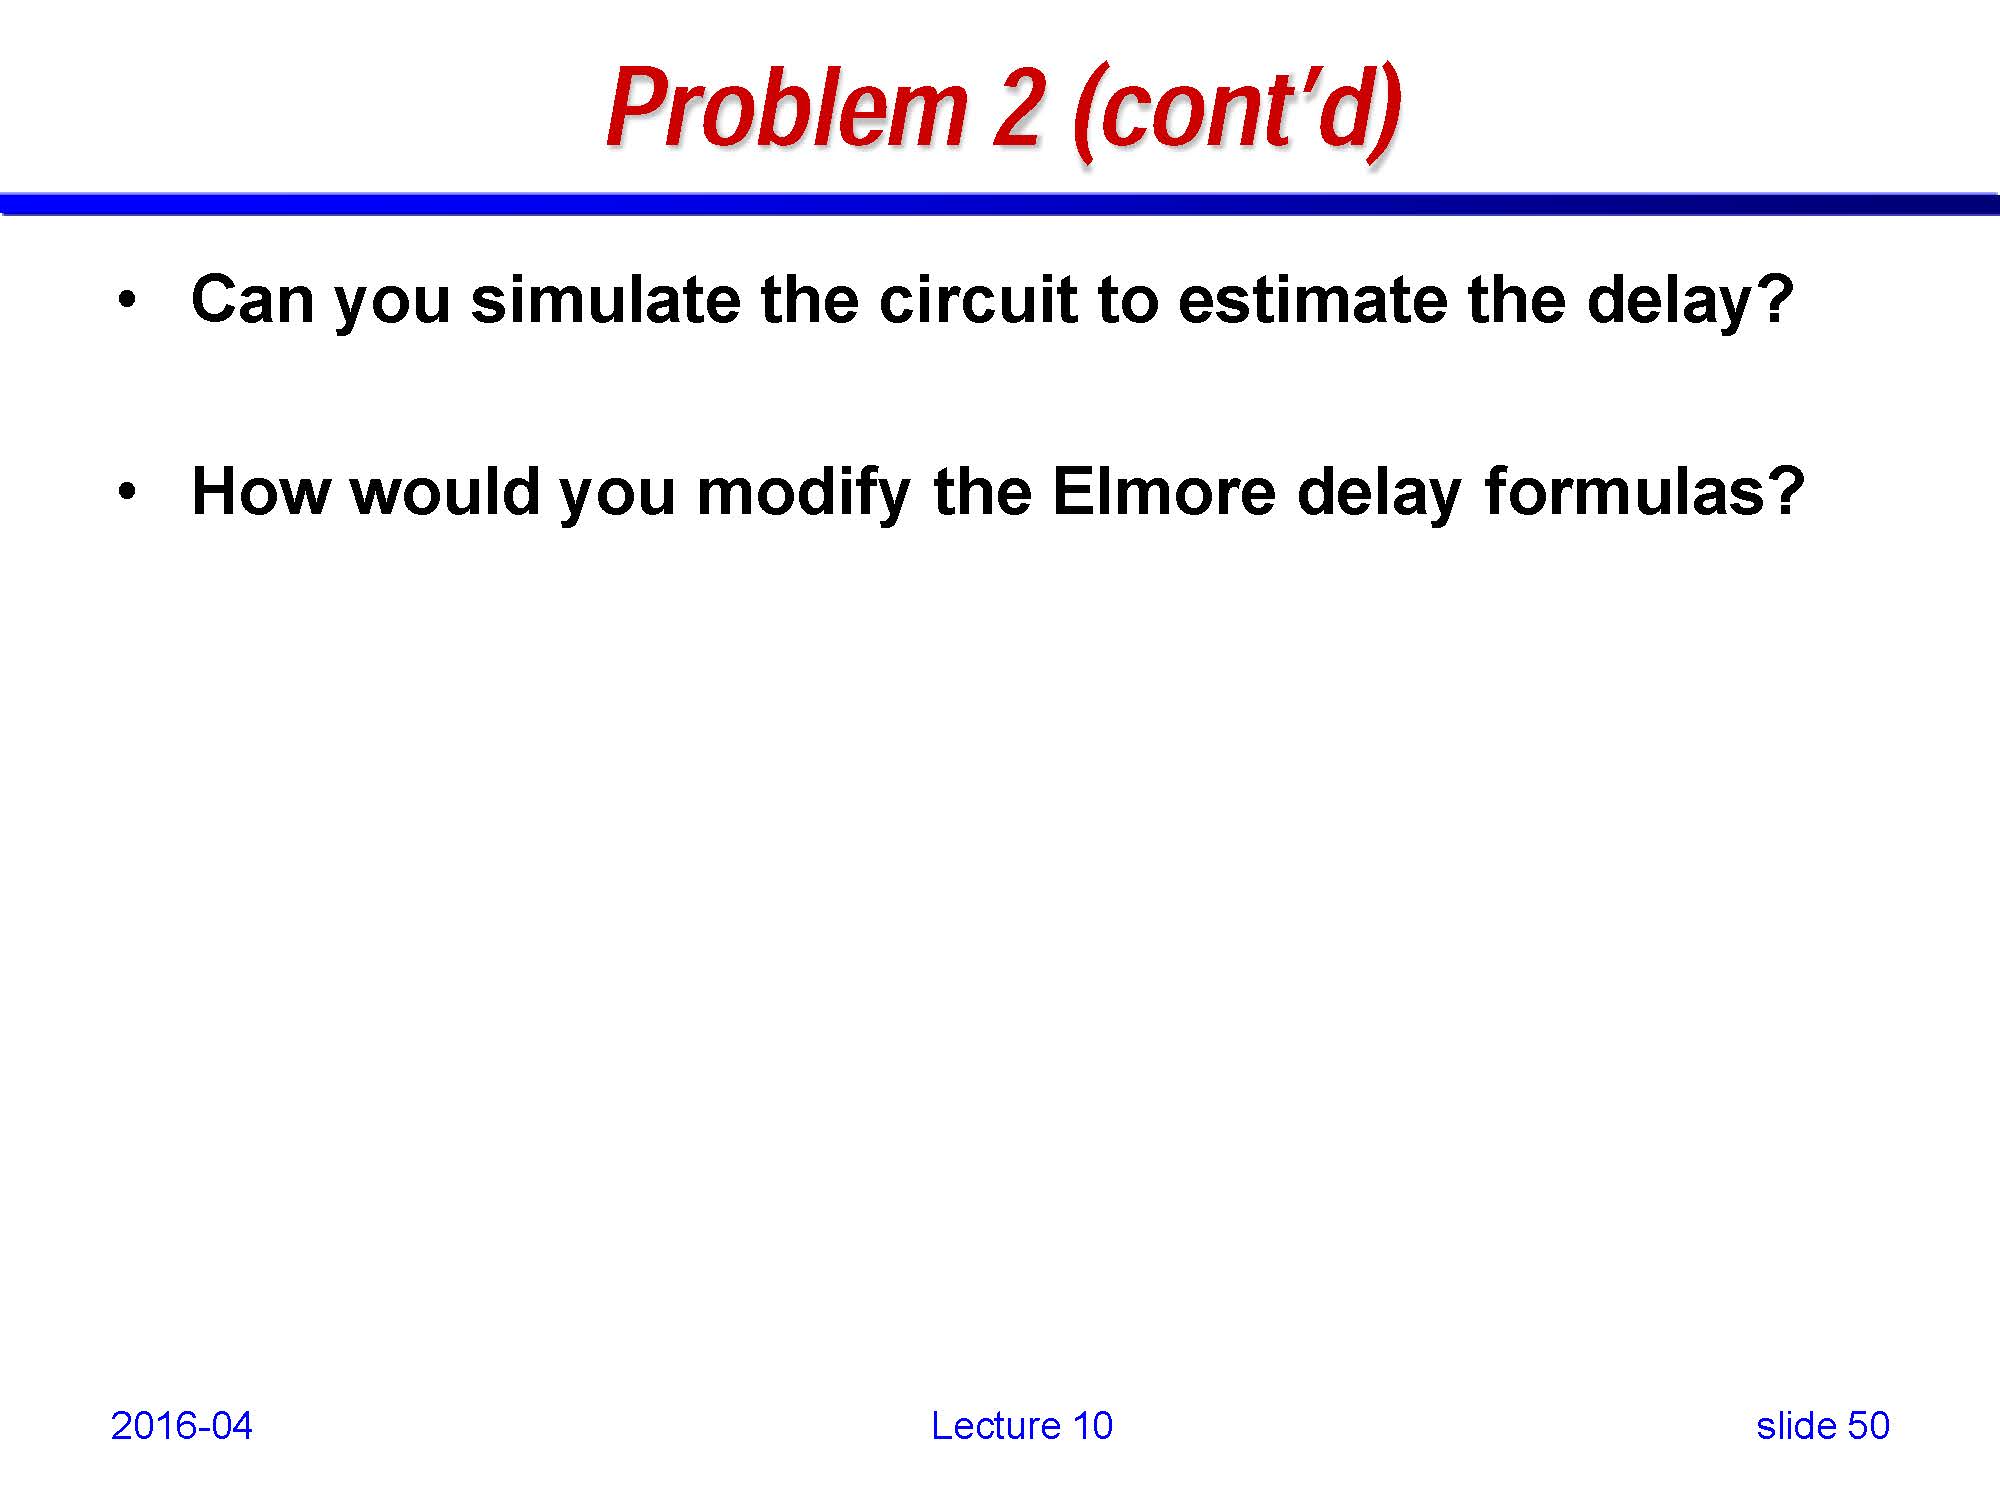 Problem 2 (cont’d)
• Can you simulate the circuit to estimate the delay?
• How would you modify the Elmore delay formulas?
2016-04
Lecture 10
slide 50